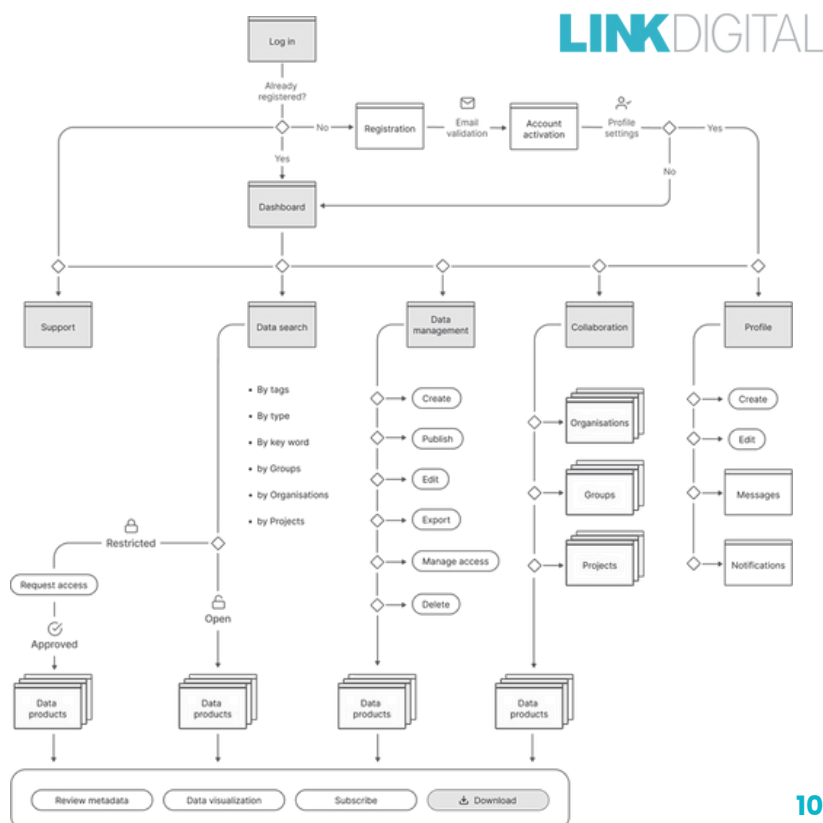 LINKDIGITAL
Log in
Already
registered?
No
Registration
Email
validation
Account
activation
Profile
settings
Yes
Yes
No
Dashboard
Support
Data search
Data
management
Collaboration
Profile
• By tags
• By type
• By key word
• by Groups
• by Organisations
• by Projects
Create
Publish
Edit
Export
Manage access
Delete
Organisations
Groups
Projects
Create
Edit
Messages
Notifications
Restricted
Request access
Approved
Open
Data
products
Data
products
Data
products
Data
products
Review metadata
Data visualization
Subscribe
Download
10